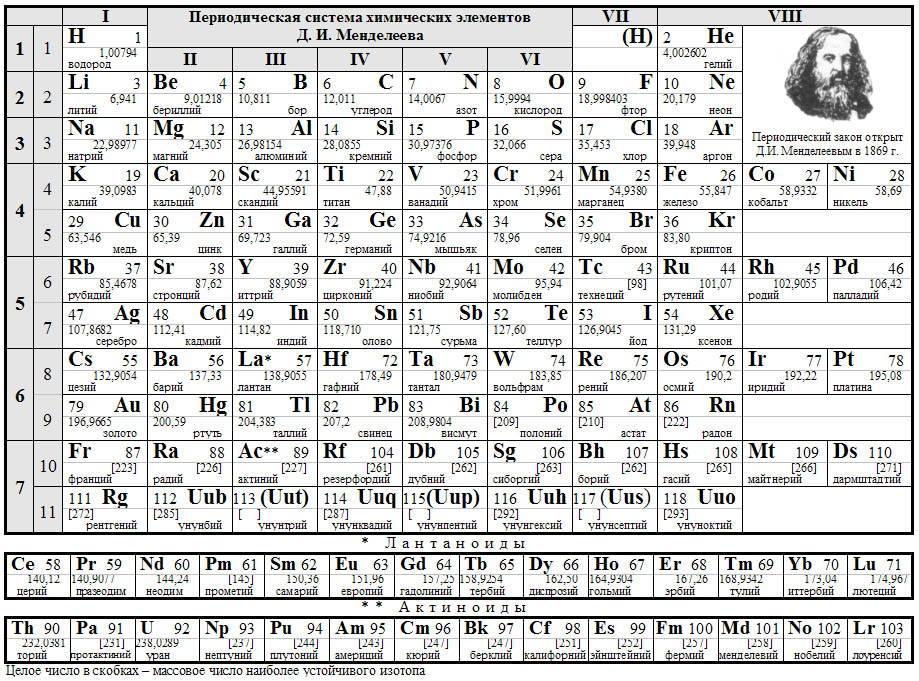 I Периодическая система химических элементов VII VIII
Д. И. Менделеева
II III IV V VI
1 1 H 1 (H) 2 He
1,00794 4,002602
водород гелий
2 2 Li 3 Be 4 5 B 6 C 7 N 8 O 9 F 10 Ne
6,941 9,01218 10,811 12,011 14,0067 15,9994 18,998403 20,179
литий бериллий бор углерод азот кислород фтор неон
3 3 Na 11 Mg 12 13 Al 14 Si 15 P 16 S 17 Cl 18 Ar
22,98977 24,305 26,98154 28,0855 30,97376 32,066 35,453 39,948
натрий магний алюминий кремний фосфор сера хлор аргон
Периодический закон открыт
Д.И. Менделеевым в 1869 г.
4 4 K 19 Ca 20 Sc 21 Ti 22 V 23 Cr 24 Mn 25 Fe 26 Co 27 Ni 28
39,0983 40,078 44,95591 47,88 50,9415 51,9961 54,9380 55,847 58,9332 58,69
калий кальций скандий титан ванадий хром марганец железо кобальт никель
5 29 Cu 30 Zn 31 Ga 32 Ge 33 As 34 Se 35 Br 36 Kr
63,546 65,39 69,723 72,59 74,9216 78,96 79,904 83,80
медь цинк галлий германий мышьяк селен бром криптон
5 6 Rb 37 Sr 38 Y 39 Zr 40 Nb 41 Mo 42 Tc 43 Ru 44 Rh 45 Pd 46
85,4678 87,62 88,9059 91,224 92,9064 95,94 [98] 101,07 102,9055 106,42
рубидий стронций иттрий цирконий ниобий молибден технеций рутений родий палладий
7 47 Ag 48 Cd 49 In 50 Sn 51 Sb 52 Te 53 I 54 Xe
107,8682 112,41 114,82 118,710 121,75 127,60 126,9045 131,29
серебро кадмий индий олово сурьма теллур йод ксенон
6 8 Cs 55 Ba 56 La* 57 Hf 72 Ta 73 W 74 Re 75 Os 76 Ir 77 Pt 78
132,9054 137,33 138,9055 178,49 180,9479 183,85 186,207 190,2 192,22 195,08
цезий барий лантан гафний тантал вольфрам рений осмий иридий платина
9 79 Au 80 Hg 81 Tl 82 Pb 83 Bi 84 Po 85 At 86 Rn
196,9665 200,59 204,383 207,2 208,9804 [209] [210] [222]
золото ртуть таллий свинец висмут полоний астат радон
7 10 Fr 87 Ra 88 Ac** 89 Rf 104 Db 105 Sg 106 Bh 107 Hs 108 Mt 109 Ds 110
[223] [226] [227] [261] [262] [263] [262] [265] [266] [271]
франций радий актиний резерфордий дубний сиборгий борий гасий майтнерий дармштадтий
11 111 Rg 112 Uub 113 (Uut) 114 Uuq 115 (Uup) 116 Uuh 117 (Uus) 118 Uuo
[272] [285] [ ] [287] [ ] [292] [ ] [293]
рентгений унунбий унунтрий унунквадий унунпентий унунгексий унунсептий унуноктий
* Лантаноиды
Ce 58 Pr 59 Nd 60 Pm 61 Sm 62 Eu 63 Gd 64 Tb 65 Dy 66 Ho 67 Er 68 Tm 69 Yb 70 Lu 71
140,12 140,9077 144,24 [145] 150,36 151,96 157,25 158,9254 162,50 164,9304 167,26 168,9342 173,04 174,967
церий празеодим неодим прометий самарий европий гадолиний тербий диспрозий гольмий эрбий тулий иттербий лютеций
** Актиноиды
Th 90 Pa 91 U 92 Np 93 Pu 94 Am 95 Cm 96 Bk 97 Cf 98 Es 99 Fm 100 Md 101 No 102 Lr 103
232,0381 [231] 238,0289 [237] [244] [243] [247] [247] [251] [252] [257] [258] [259] [260]
торий протактиний уран нептуний плутоний америций кюрий берклий калифорний эйнштейний фермий менделевий нобелий лоуренсий
Целое число в скобках – массовое число наиболее устойчивого изотопа